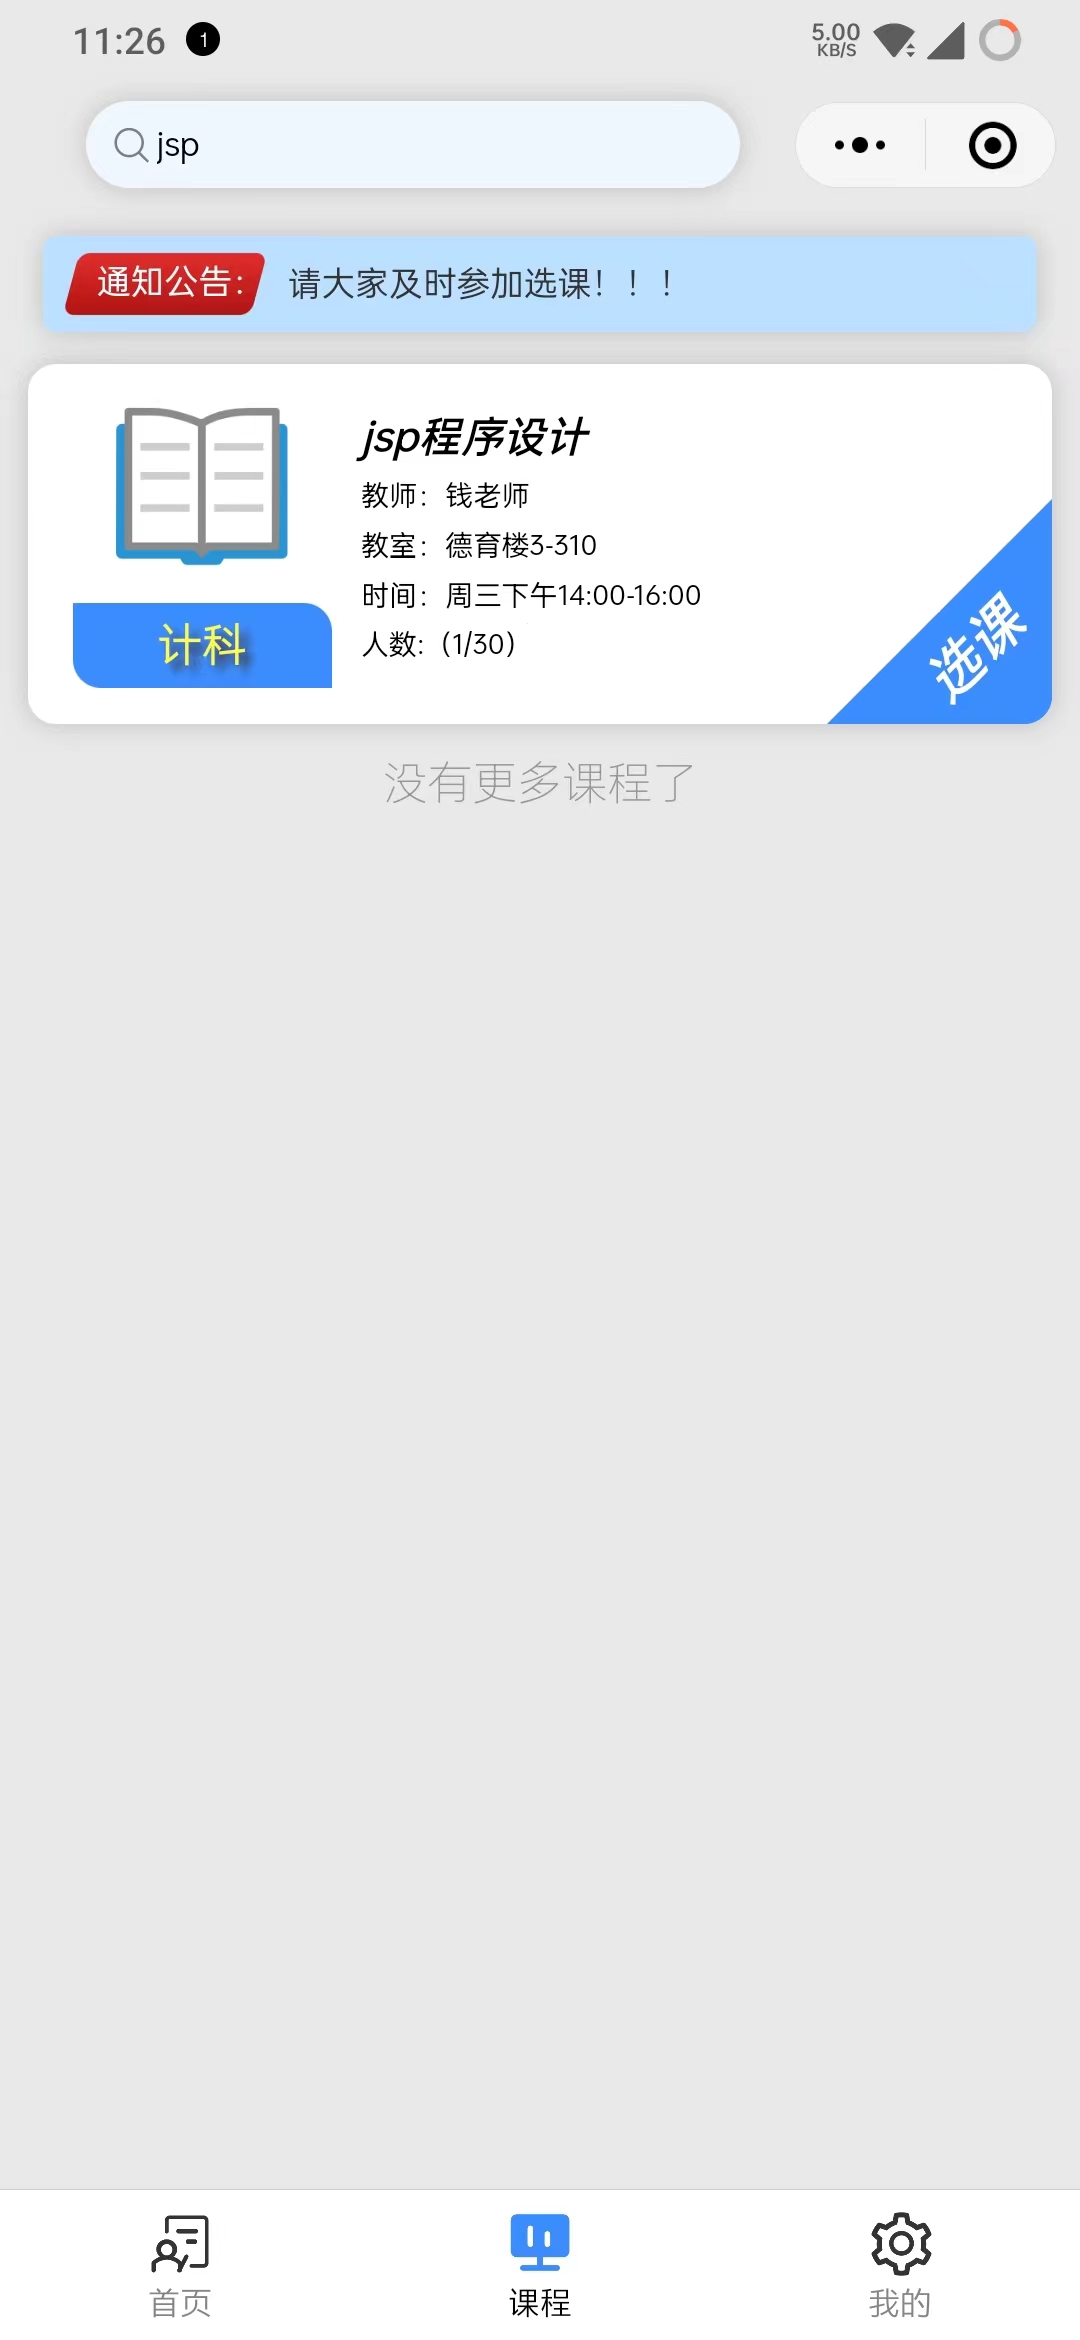 11:26 1 5.00 KB/S
jsp
通知公告: 请大家及时参加选课！！！
jsp程序设计
教师：钱老师
教室：德育楼3-310
时间：周三下午14:00-16:00
人数:（1/30）
计科
选课
没有更多课程了
首页 课程 我的